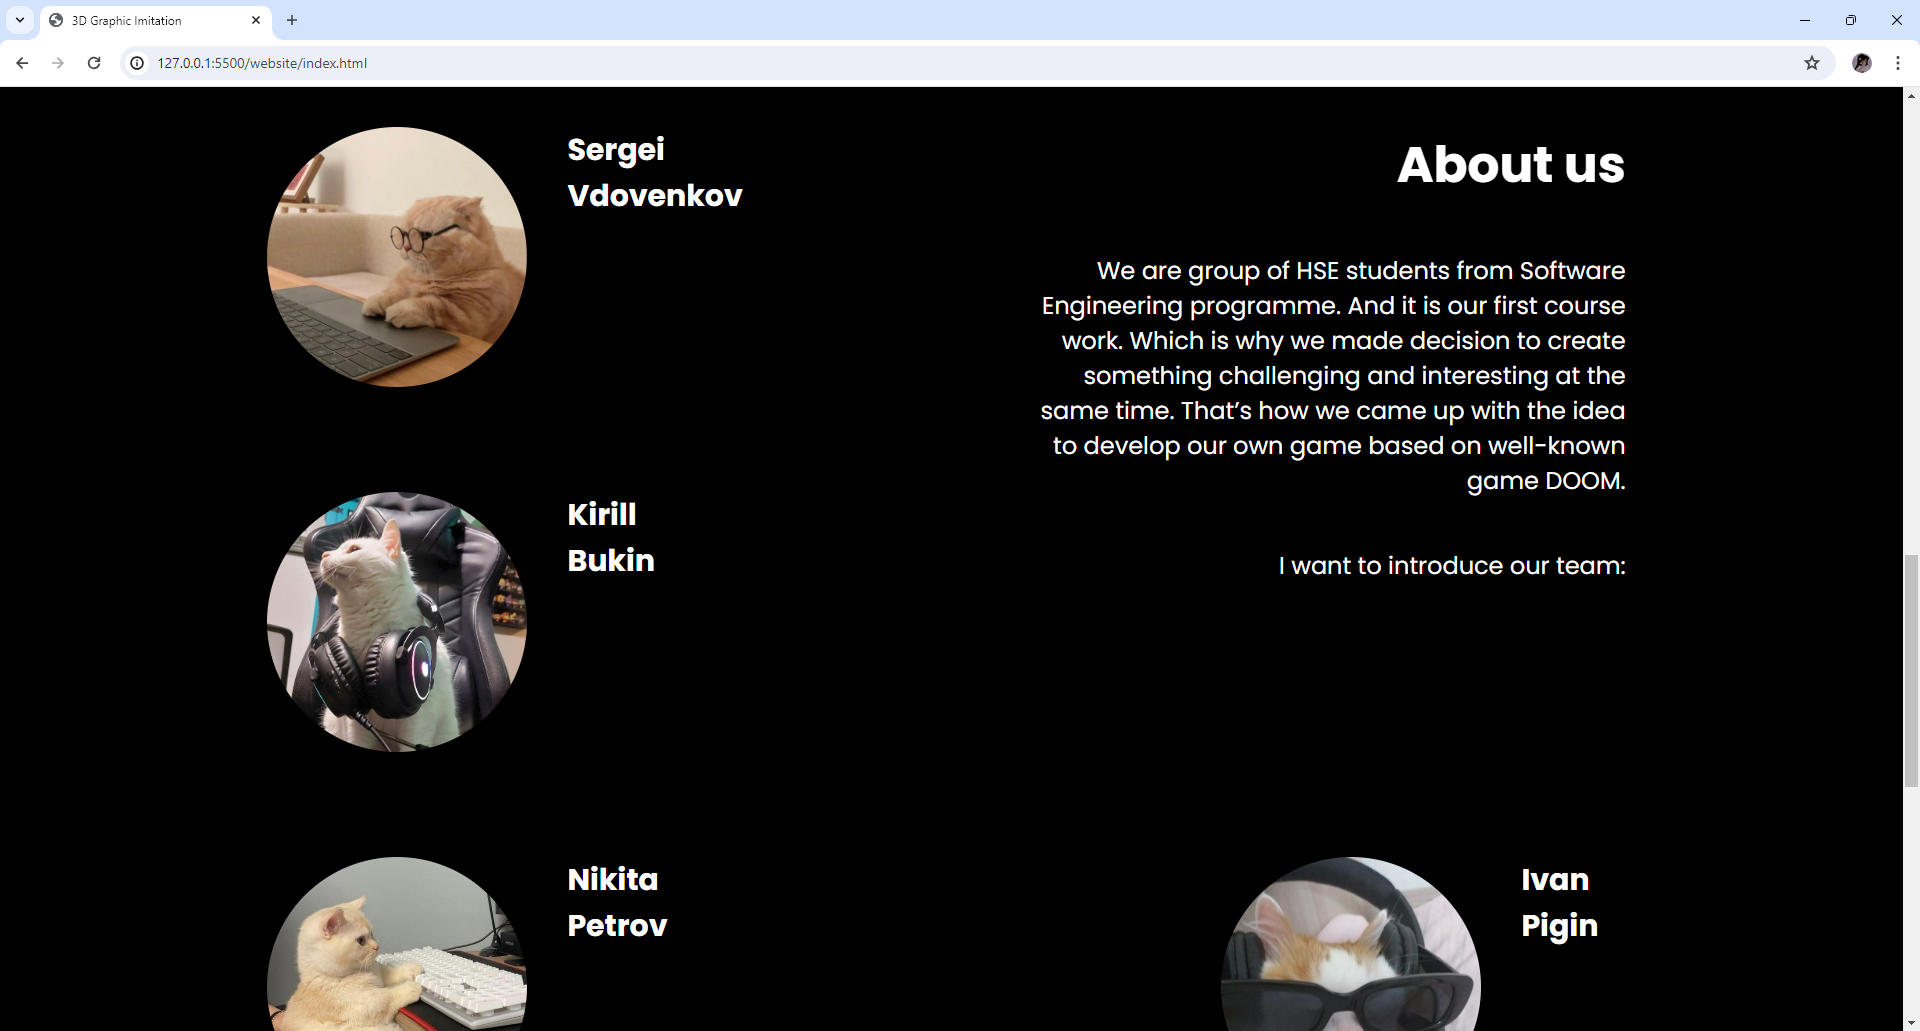 3D Graphic Imitation
127.0.0.1:5500/website/index.html
Sergei
Vdovenkov
About us
We are group of HSE students from Software
Engineering programme. And it is our first course
work. Which is why we made decision to create
something challenging and interesting at the
same time. That’s how we came up with the idea
to develop our own game based on well-known
game DOOM.
Kirill
Bukin
I want to introduce our team:
Nikita
Petrov
Ivan
Pigin